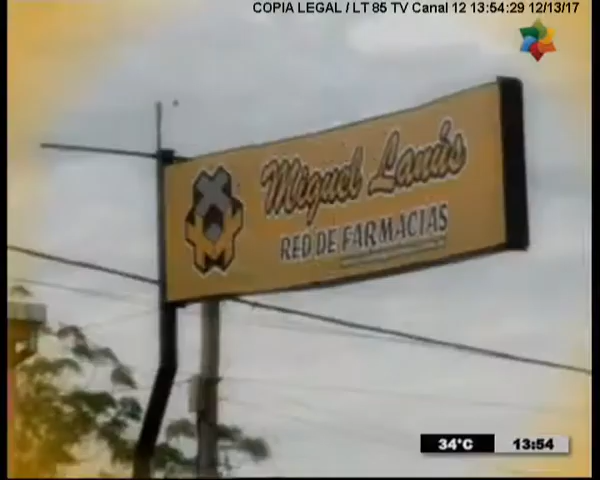 COPIA LEGAL / LT 85 TV Canal 12 13:54:29 12/13/17
Miguel Lanús
RED DE FARMACIAS
34°C 13:54